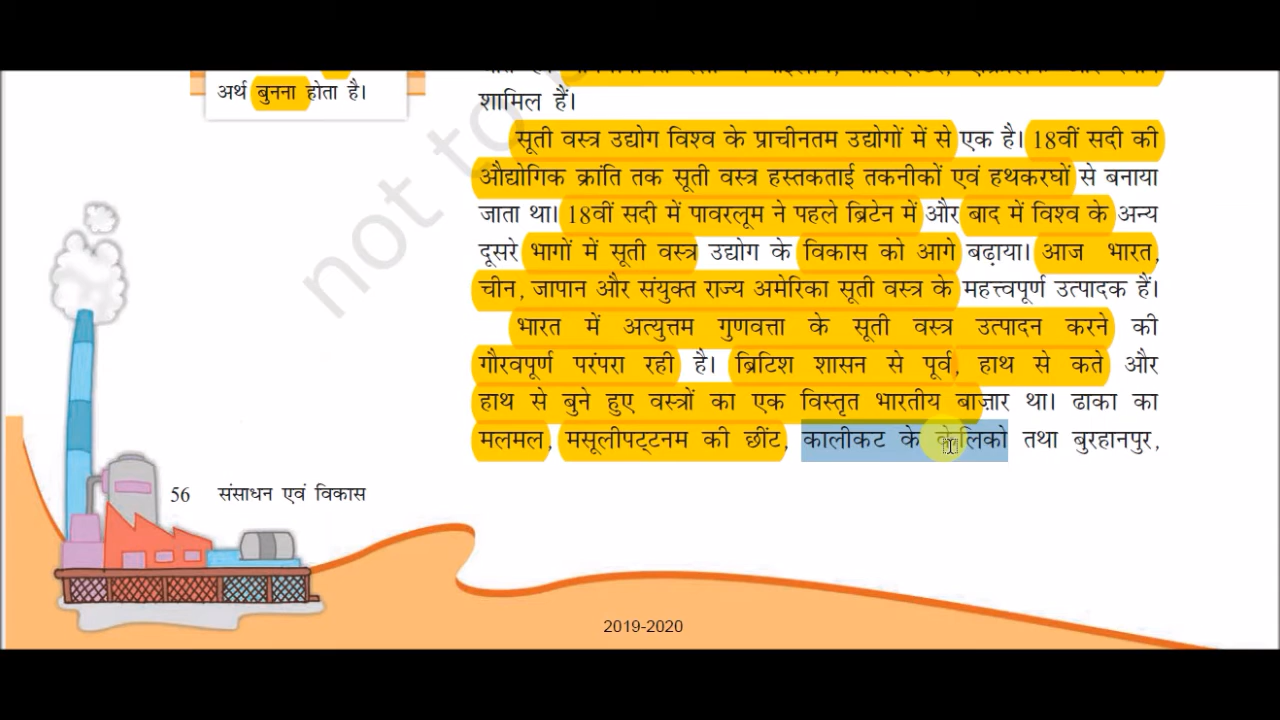 अर्थ बुनना होता है।
शामिल हैं।
सूती वस्त्र उद्योग विश्व के प्राचीनतम उद्योगों में से एक है। 18वीं सदी की
औद्योगिक क्रांति तक सूती वस्त्र हस्तकताई तकनीकों एवं हथकरघों से बनाया
जाता था। 18वीं सदी में पावरलूम ने पहले ब्रिटेन में और बाद में विश्व के अन्य
दूसरे भागों में सूती वस्त्र उद्योग के विकास को आगे बढ़ाया। आज भारत,
चीन, जापान और संयुक्त राज्य अमेरिका सूती वस्त्र के महत्त्वपूर्ण उत्पादक हैं।
भारत में अत्युत्तम गुणवत्ता के सूती वस्त्र उत्पादन करने की
गौरवपूर्ण परंपरा रही है। ब्रिटिश शासन से पूर्व, हाथ से कते और
हाथ से बुने हुए वस्त्रों का एक विस्तृत भारतीय बाज़ार था। ढाका का
मलमल, मसूलीपट्टनम की छींट, कालीकट के केलिको तथा बुरहानपुर,
56 संसाधन एवं विकास
2019-2020
not to